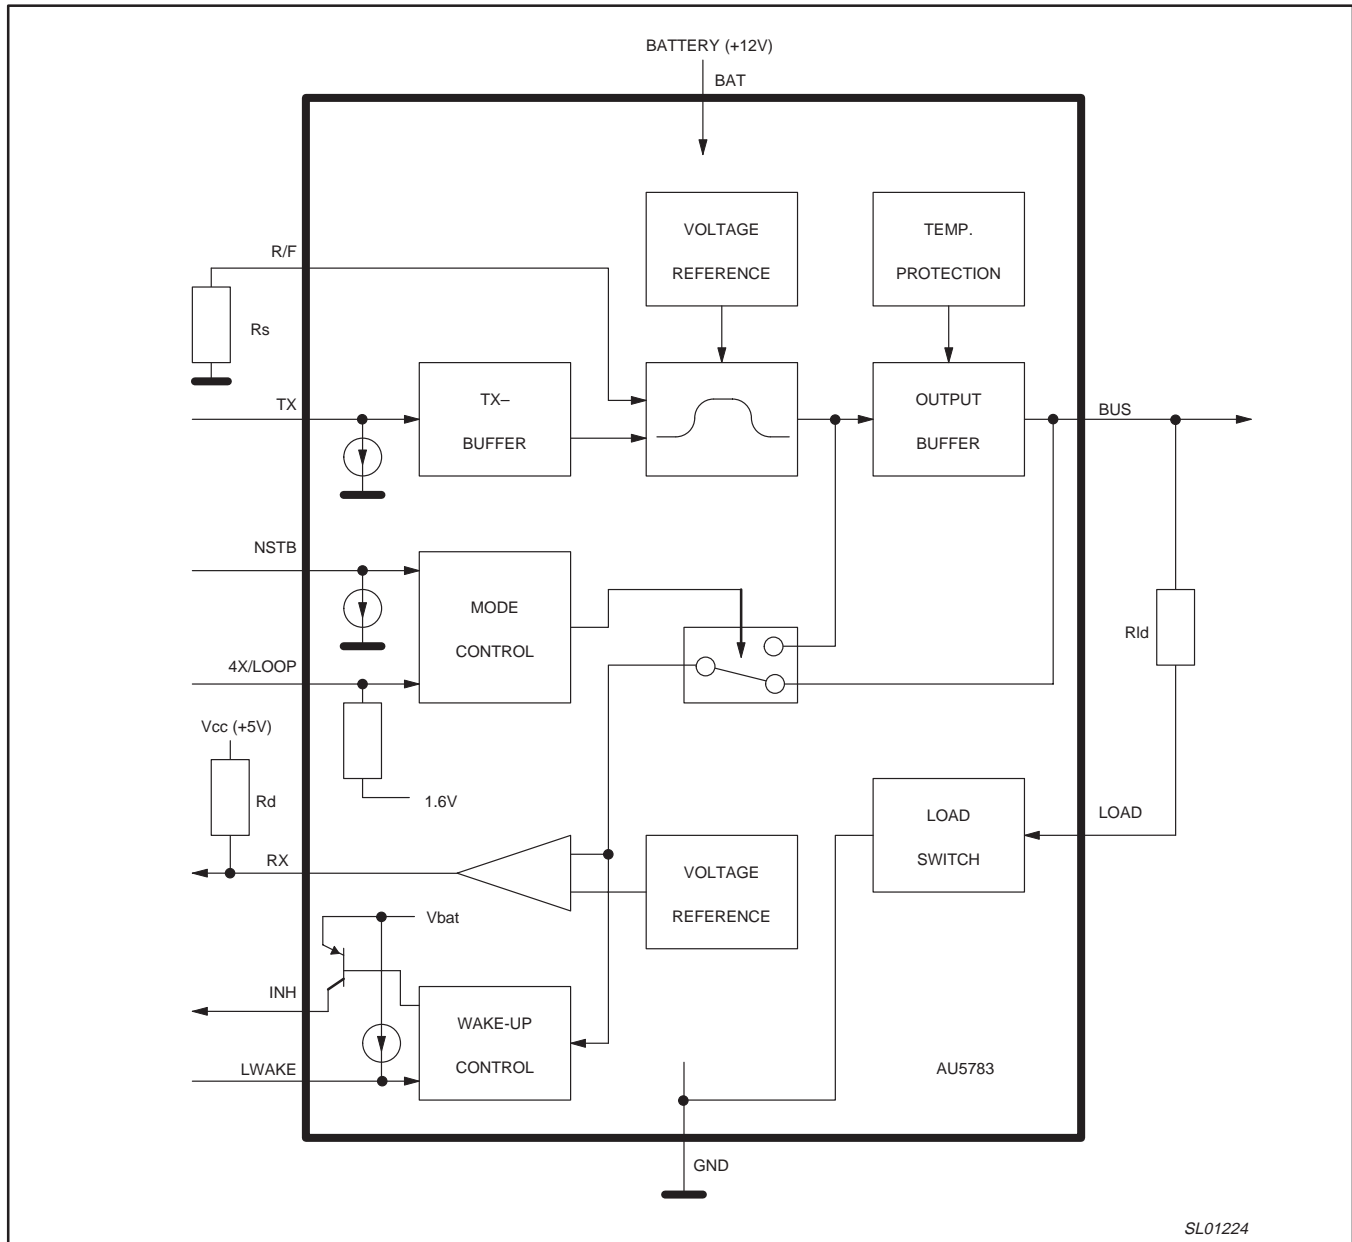 BATTERY (+12V)
BAT
VOLTAGE
REFERENCE
TEMP.
PROTECTION
R/F
Rs
TX
TX–
BUFFER
OUTPUT
BUFFER
BUS
NSTB
MODE
CONTROL
4X/LOOP
Rld
Vcc (+5V)
Rd
1.6V
LOAD
SWITCH
LOAD
RX
VOLTAGE
REFERENCE
Vbat
INH
WAKE-UP
CONTROL
LWAKE
AU5783
GND
SL01224